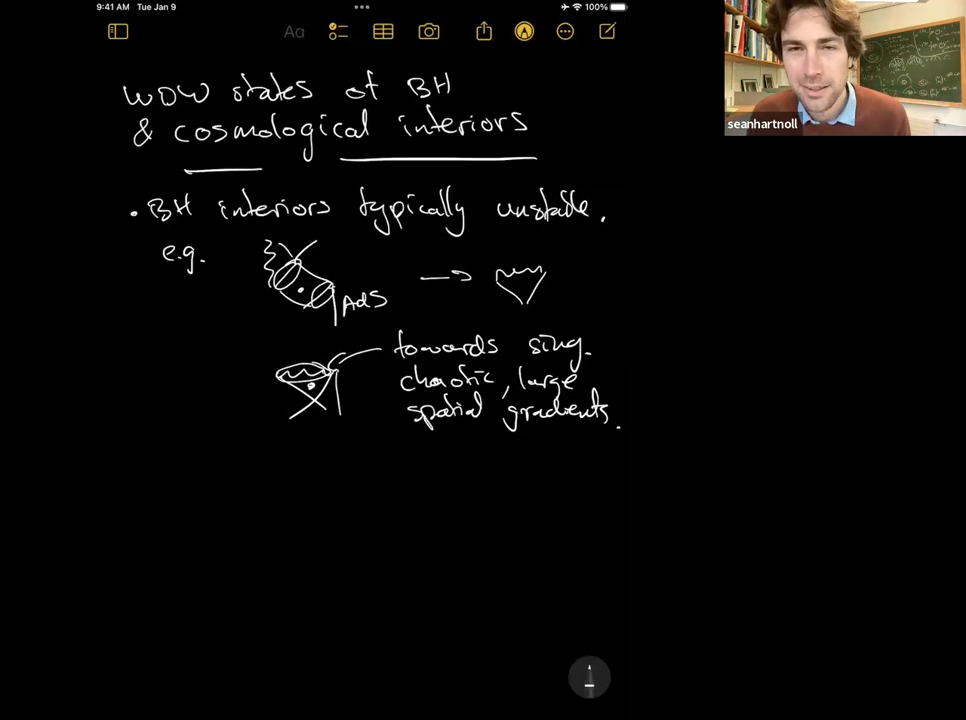 9:41 AM Tue Jan 9
100%
Aa
seanhartnoll
WDW states of BH
& cosmological interiors
• BH interiors typically unstable.
e.g.
AdS
towards sing.
chaotic, large
spatial gradients.